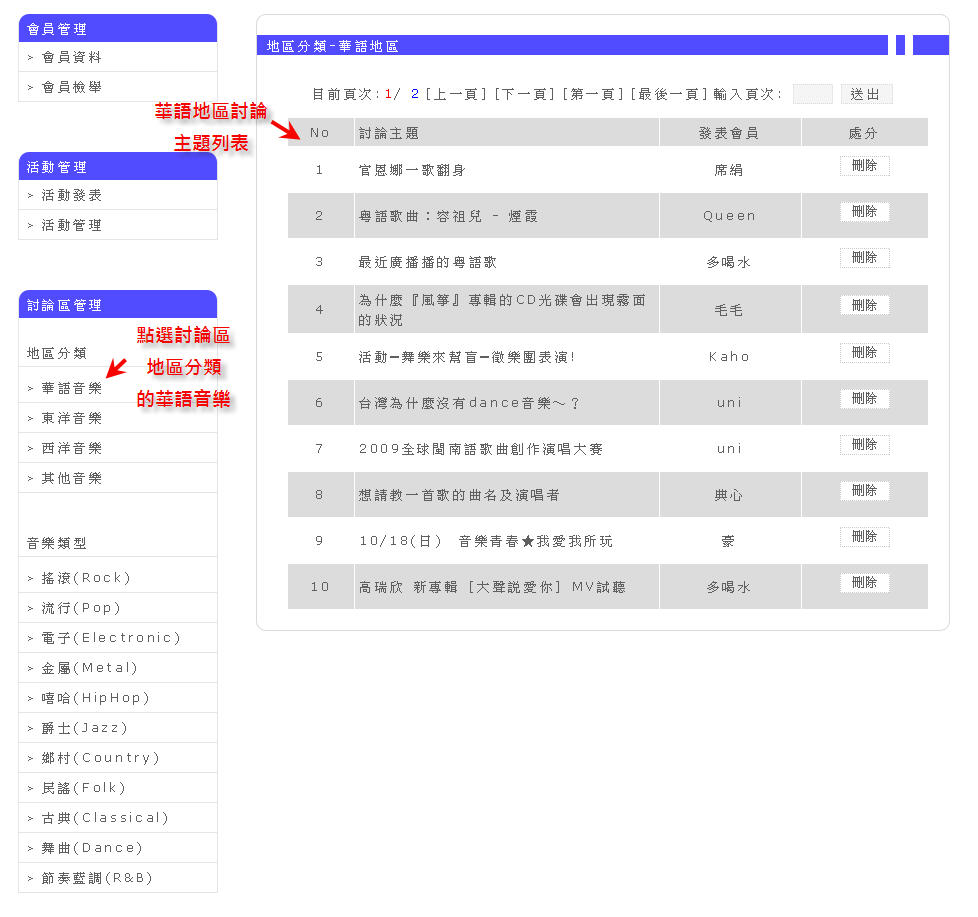 會員管理
> 會員資料
> 會員檢舉
活動管理
> 活動發表
> 活動管理
討論區管理
地區分類
> 華語音樂
> 東洋音樂
> 西洋音樂
> 其他音樂
音樂類型
> 搖滾(Rock)
> 流行(Pop)
> 電子(Electronic)
> 金屬(Metal)
> 嘻哈(HipHop)
> 爵士(Jazz)
> 鄉村(Country)
> 民謠(Folk)
> 古典(Classical)
> 舞曲(Dance)
> 節奏藍調(R&B)
華語地區討論
主題列表
點選討論區
地區分類
的華語音樂
地區分類-華語地區
目前頁次:1/ 2 [上一頁] [下一頁] [第一頁] [最後一頁] 輸入頁次: 送出
No 討論主題 發表會員 處分
1 官恩娜一歌翻身 席絹 刪除
2 粵語歌曲：容祖兒 - 煙霞 Queen 刪除
3 最近廣播播的粵語歌 多喝水 刪除
4 為什麼『風箏』專輯的CD光碟會出現霧面
的狀況 毛毛 刪除
5 活動─舞樂來幫盲─徵樂團表演! Kaho 刪除
6 台灣為什麼沒有dance音樂～？ uni 刪除
7 2009全球閩南語歌曲創作演唱大賽 uni 刪除
8 想請教一首歌的曲名及演唱者 典心 刪除
9 10/18(日) 音樂青春★我愛我所玩 豪 刪除
10 高瑞欣 新專輯 [大聲說愛你] MV試聽 多喝水 刪除